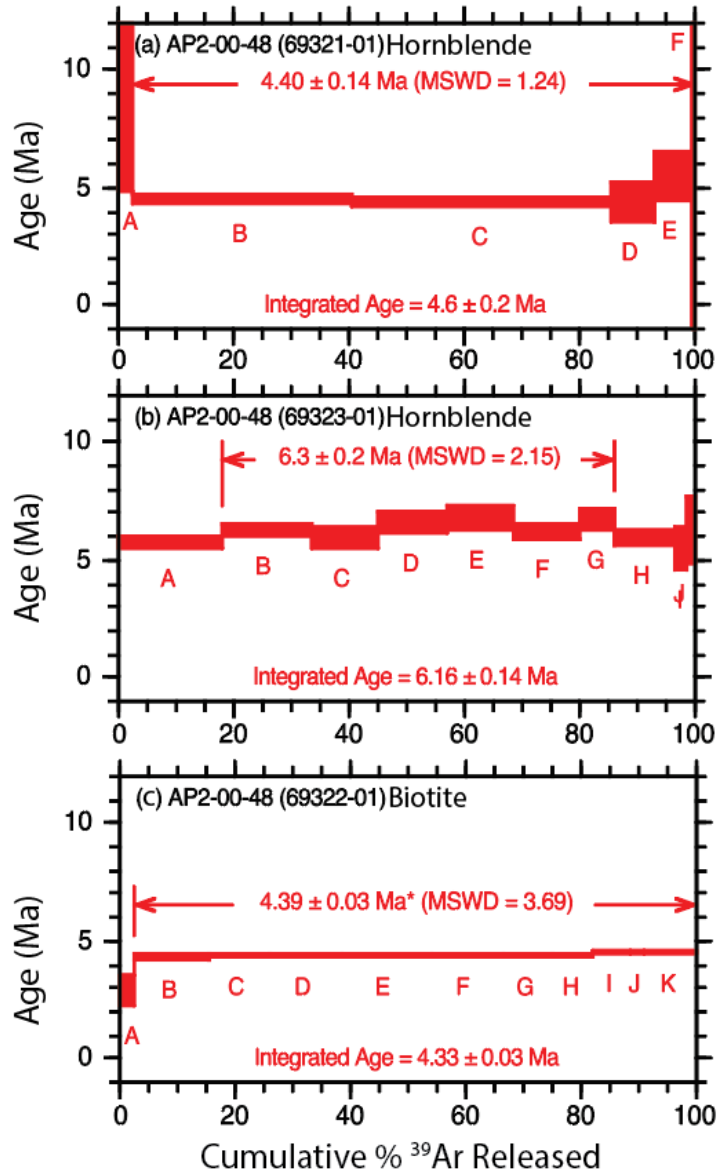 (a) AP2-00-48 (69321-01)Hornblende
F
10
4.40 ± 0.14 Ma (MSWD = 1.24)
Age (Ma)
5
A
B
C
D
E
0
Integrated Age = 4.6 ± 0.2 Ma
0 20 40 60 80 100
(b) AP2-00-48 (69323-01)Hornblende
10
6.3 ± 0.2 Ma (MSWD = 2.15)
Age (Ma)
5
A
B
C
D
E
F
G
H
J
0
Integrated Age = 6.16 ± 0.14 Ma
0 20 40 60 80 100
(c) AP2-00-48 (69322-01)Biotite
10
4.39 ± 0.03 Ma* (MSWD = 3.69)
Age (Ma)
5
A
B C D E F G H I J K
0
Integrated Age = 4.33 ± 0.03 Ma
0 20 40 60 80 100
Cumulative % ³⁹Ar Released